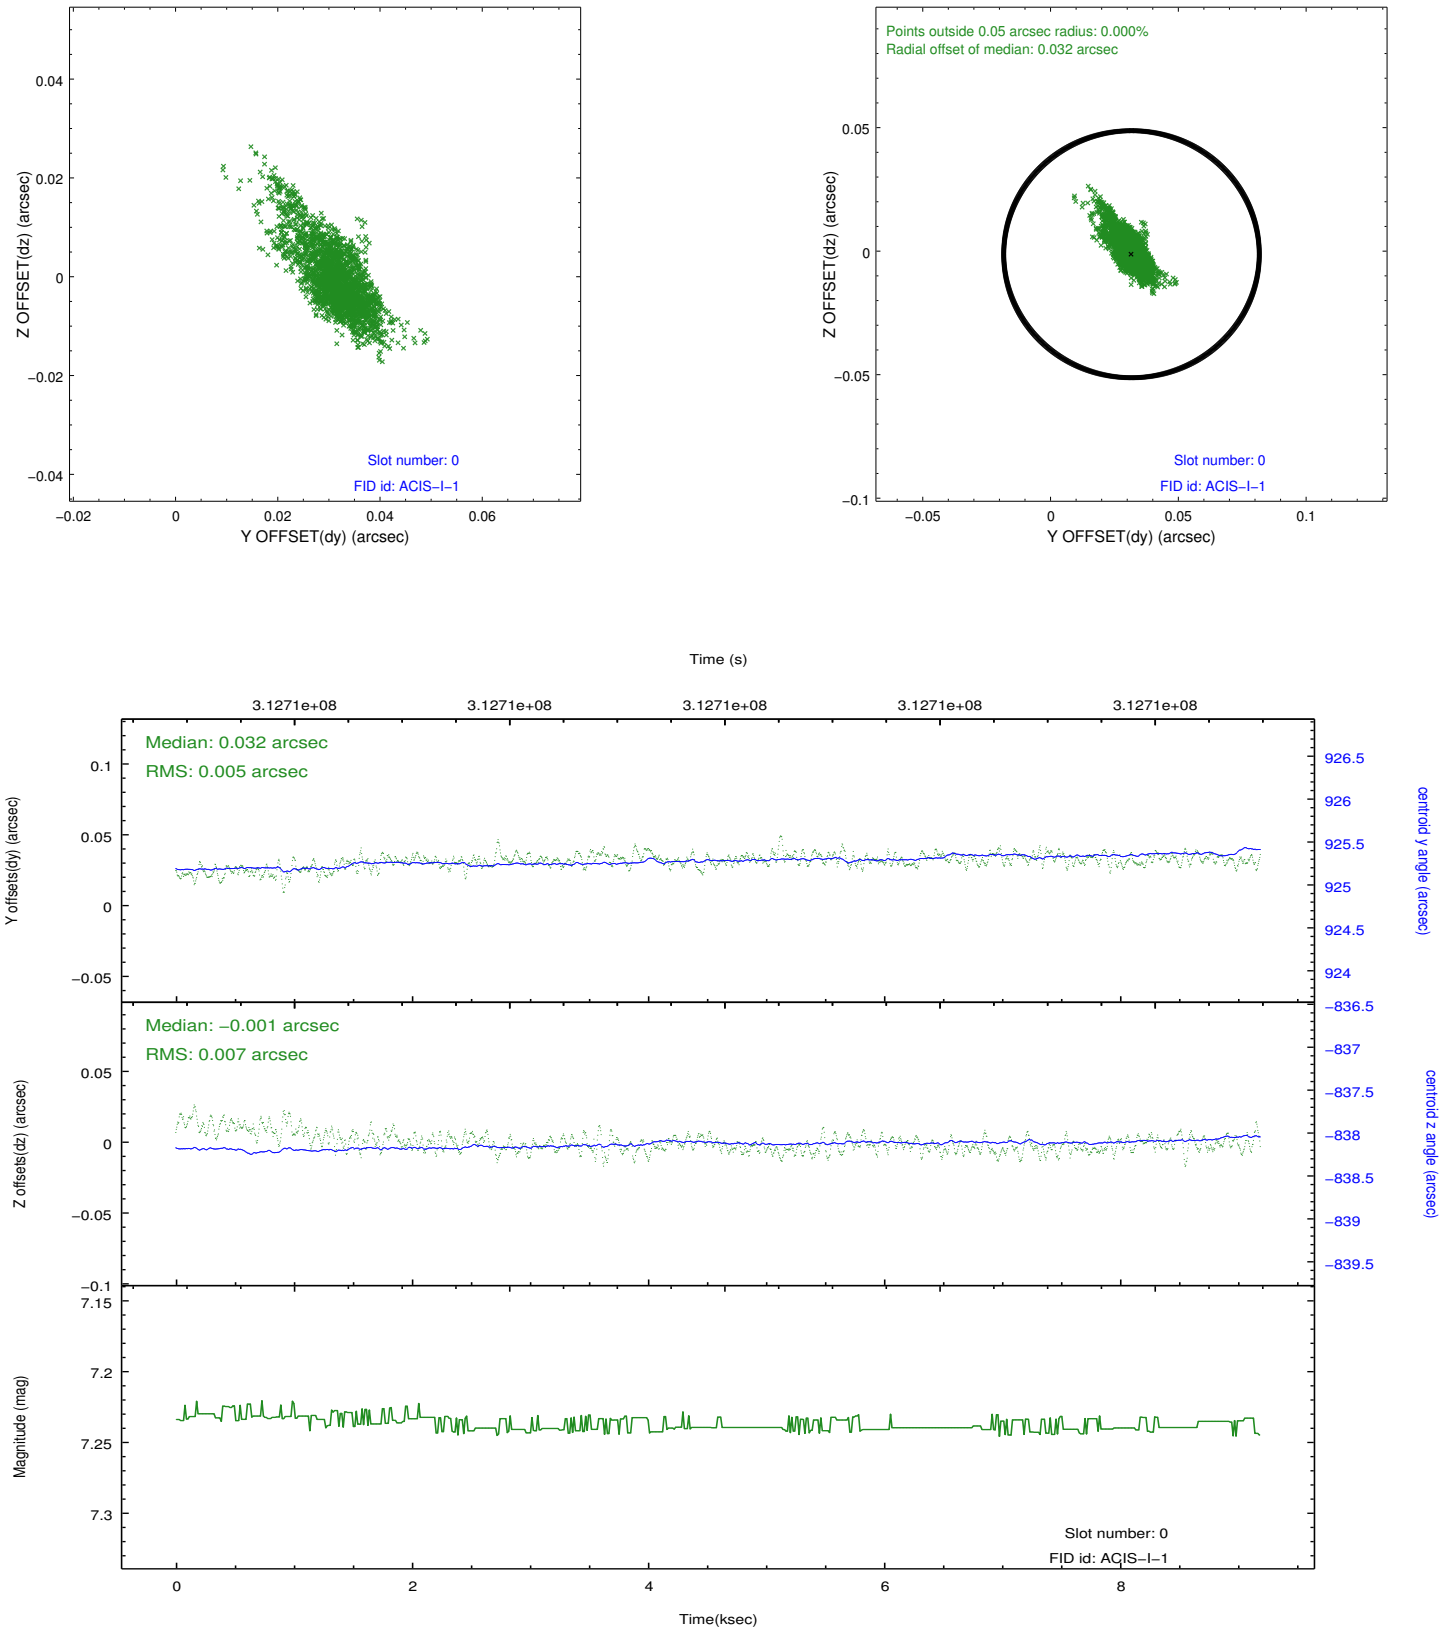 0.04
0.02
0
−0.02
−0.04
Z OFFSET(dz) (arcsec)
Slot number: 0
FID id: ACIS−I−1
−0.02
0
0.02
0.04
0.06
Y OFFSET(dy) (arcsec)
Points outside 0.05 arcsec radius: 0.000%
Radial offset of median: 0.032 arcsec
0.05
0
−0.05
−0.1
Z OFFSET(dz) (arcsec)
Slot number: 0
FID id: ACIS−I−1
−0.05
0
0.05
0.1
Y OFFSET(dy) (arcsec)
Time (s)
3.1271e+08
3.1271e+08
3.1271e+08
3.1271e+08
3.1271e+08
Median: 0.032 arcsec
RMS: 0.005 arcsec
0.1
0.05
0
−0.05
Y offsets(dy) (arcsec)
926.5
926
925.5
925
924.5
924
centroid y angle (arcsec)
Median: −0.001 arcsec
RMS: 0.007 arcsec
0.05
0
−0.05
−0.1
Z offsets(dz) (arcsec)
−836.5
−837
−837.5
−838
−838.5
−839
−839.5
centroid z angle (arcsec)
7.15
7.2
7.25
7.3
Magnitude (mag)
Slot number: 0
FID id: ACIS−I−1
0
2
4
6
8
Time(ksec)